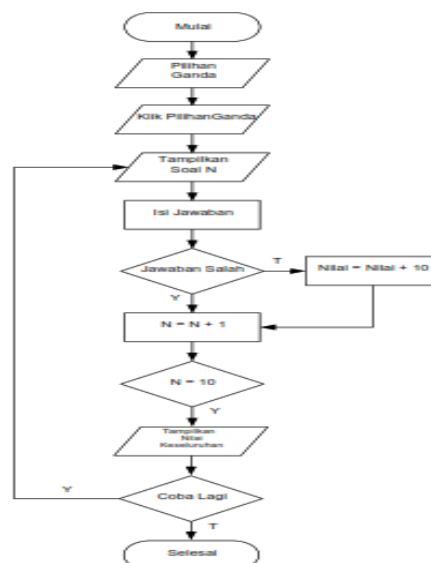 Mulai
Pilihan
Ganda
Klik PilihanGanda
Tampilkan
Soal N
Isi Jawaban
Jawaban Salah
T
Nilai = Nilai + 10
Y
N = N + 1
N = 10
Y
Tampilkan
Nilai
Keseluruhan
Y
Coba Lagi
T
Selesai